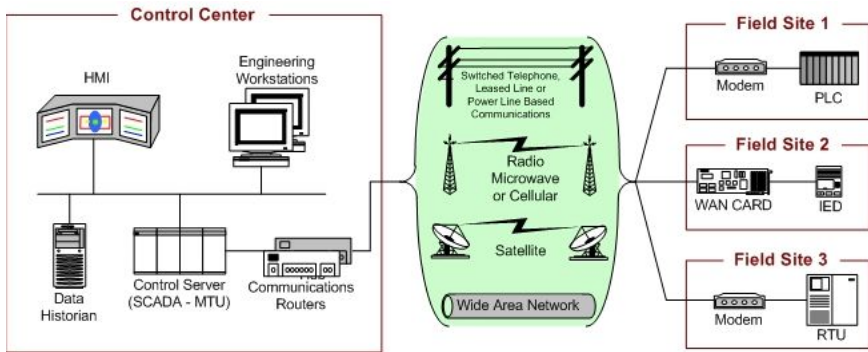 Control Center
HMI
Engineering
Workstations
Data
Historian
Control Server
(SCADA - MTU)
Communications
Routers
Switched Telephone,
Leased Line or
Power Line Based
Communications
Radio
Microwave
or Cellular
Satellite
Wide Area Network
Field Site 1
Modem
PLC
Field Site 2
WAN CARD
IED
Field Site 3
Modem
RTU